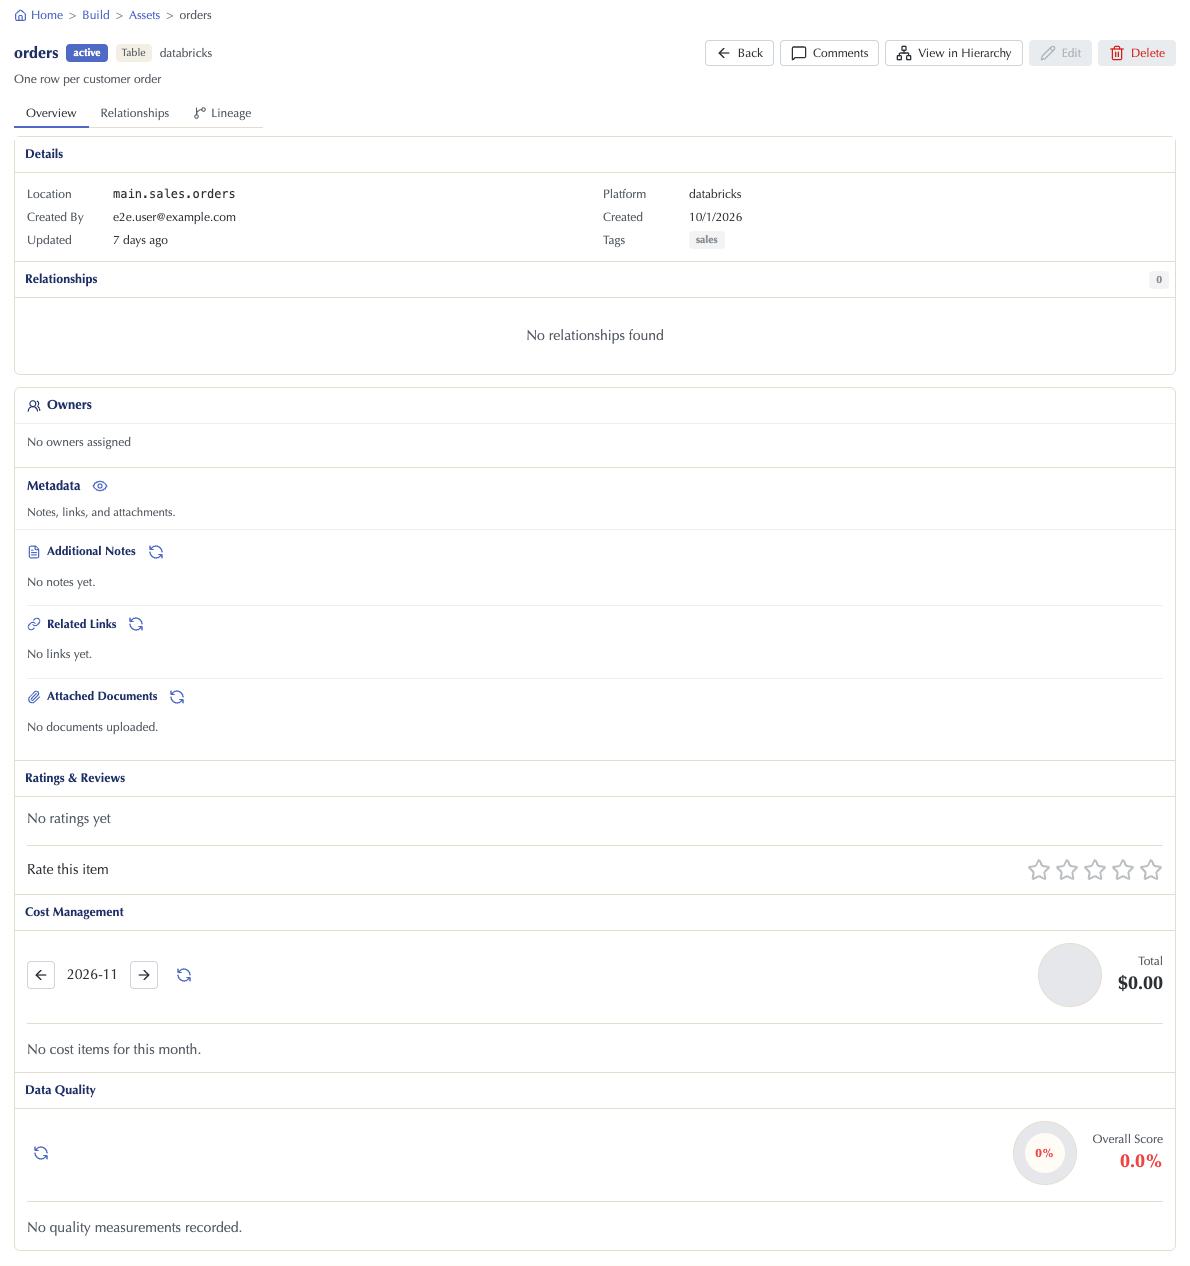 Home > Build > Assets > orders
orders active Table databricks
Back Comments View in Hierarchy Edit Delete
One row per customer order
Overview Relationships Lineage
Details
Location main.sales.orders Platform databricks
Created By e2e.user@example.com Created 10/1/2026
Updated 7 days ago Tags sales
Relationships 0
No relationships found
Owners
No owners assigned
Metadata
Notes, links, and attachments.
Additional Notes
No notes yet.
Related Links
No links yet.
Attached Documents
No documents uploaded.
Ratings & Reviews
No ratings yet
Rate this item
Cost Management
2026-11
Total
$0.00
No cost items for this month.
Data Quality
0%
Overall Score
0.0%
No quality measurements recorded.